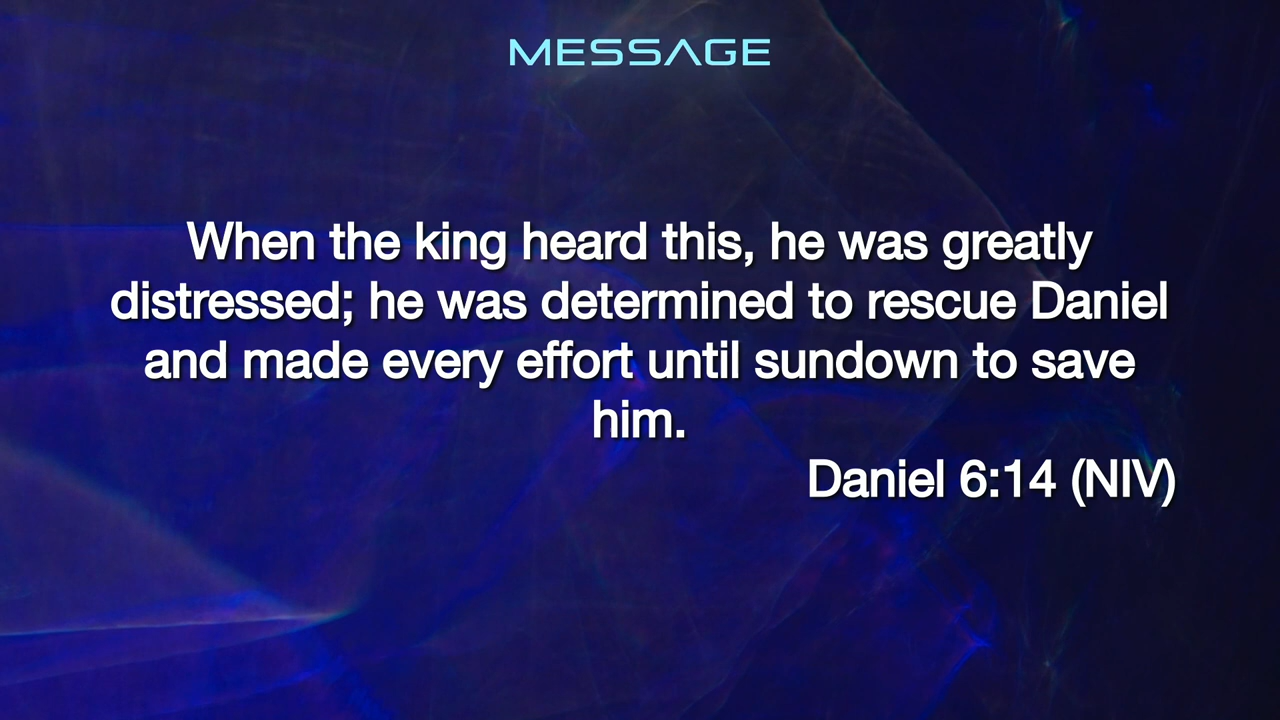 MESSAGE
When the king heard this, he was greatly
distressed; he was determined to rescue Daniel
and made every effort until sundown to save
him.
Daniel 6:14 (NIV)